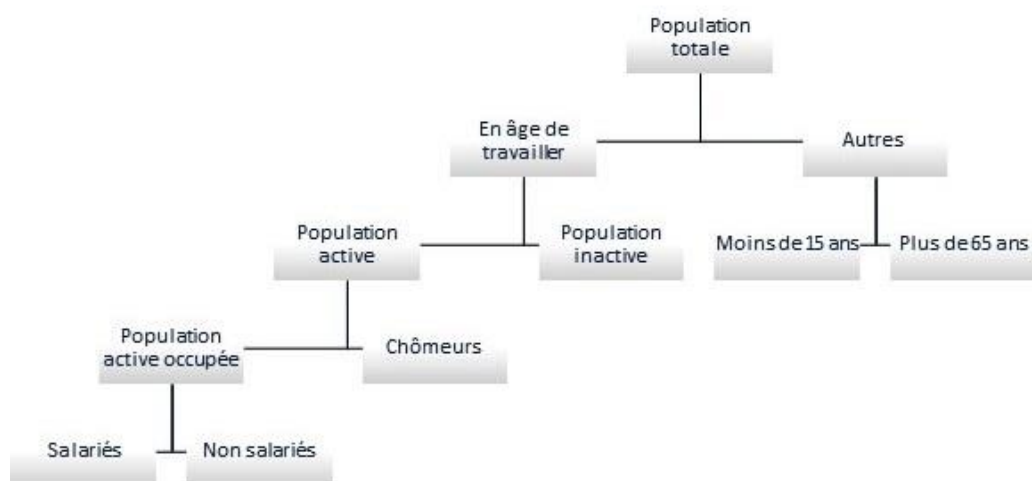 Population
totale
En âge de
travailler
Autres
Population
active
Population
inactive
Moins de 15 ans
Plus de 65 ans
Population
active occupée
Chômeurs
Salariés
Non salariés